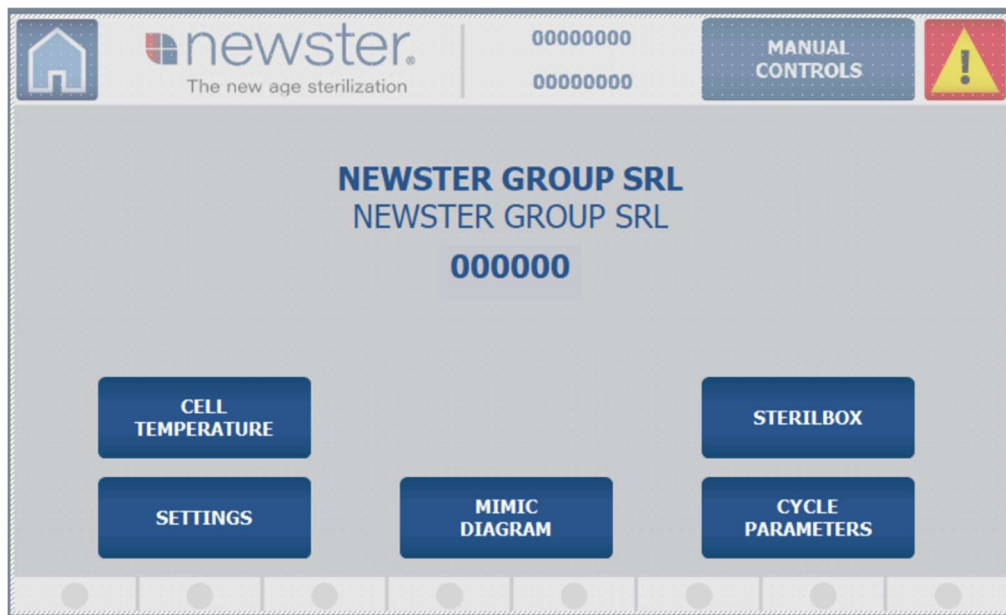 newster®
The new age sterilization
00000000
00000000
MANUAL
CONTROLS
!
NEWSTER GROUP SRL
NEWSTER GROUP SRL
000000
CELL
TEMPERATURE
STERILBOX
SETTINGS
MIMIC
DIAGRAM
CYCLE
PARAMETERS